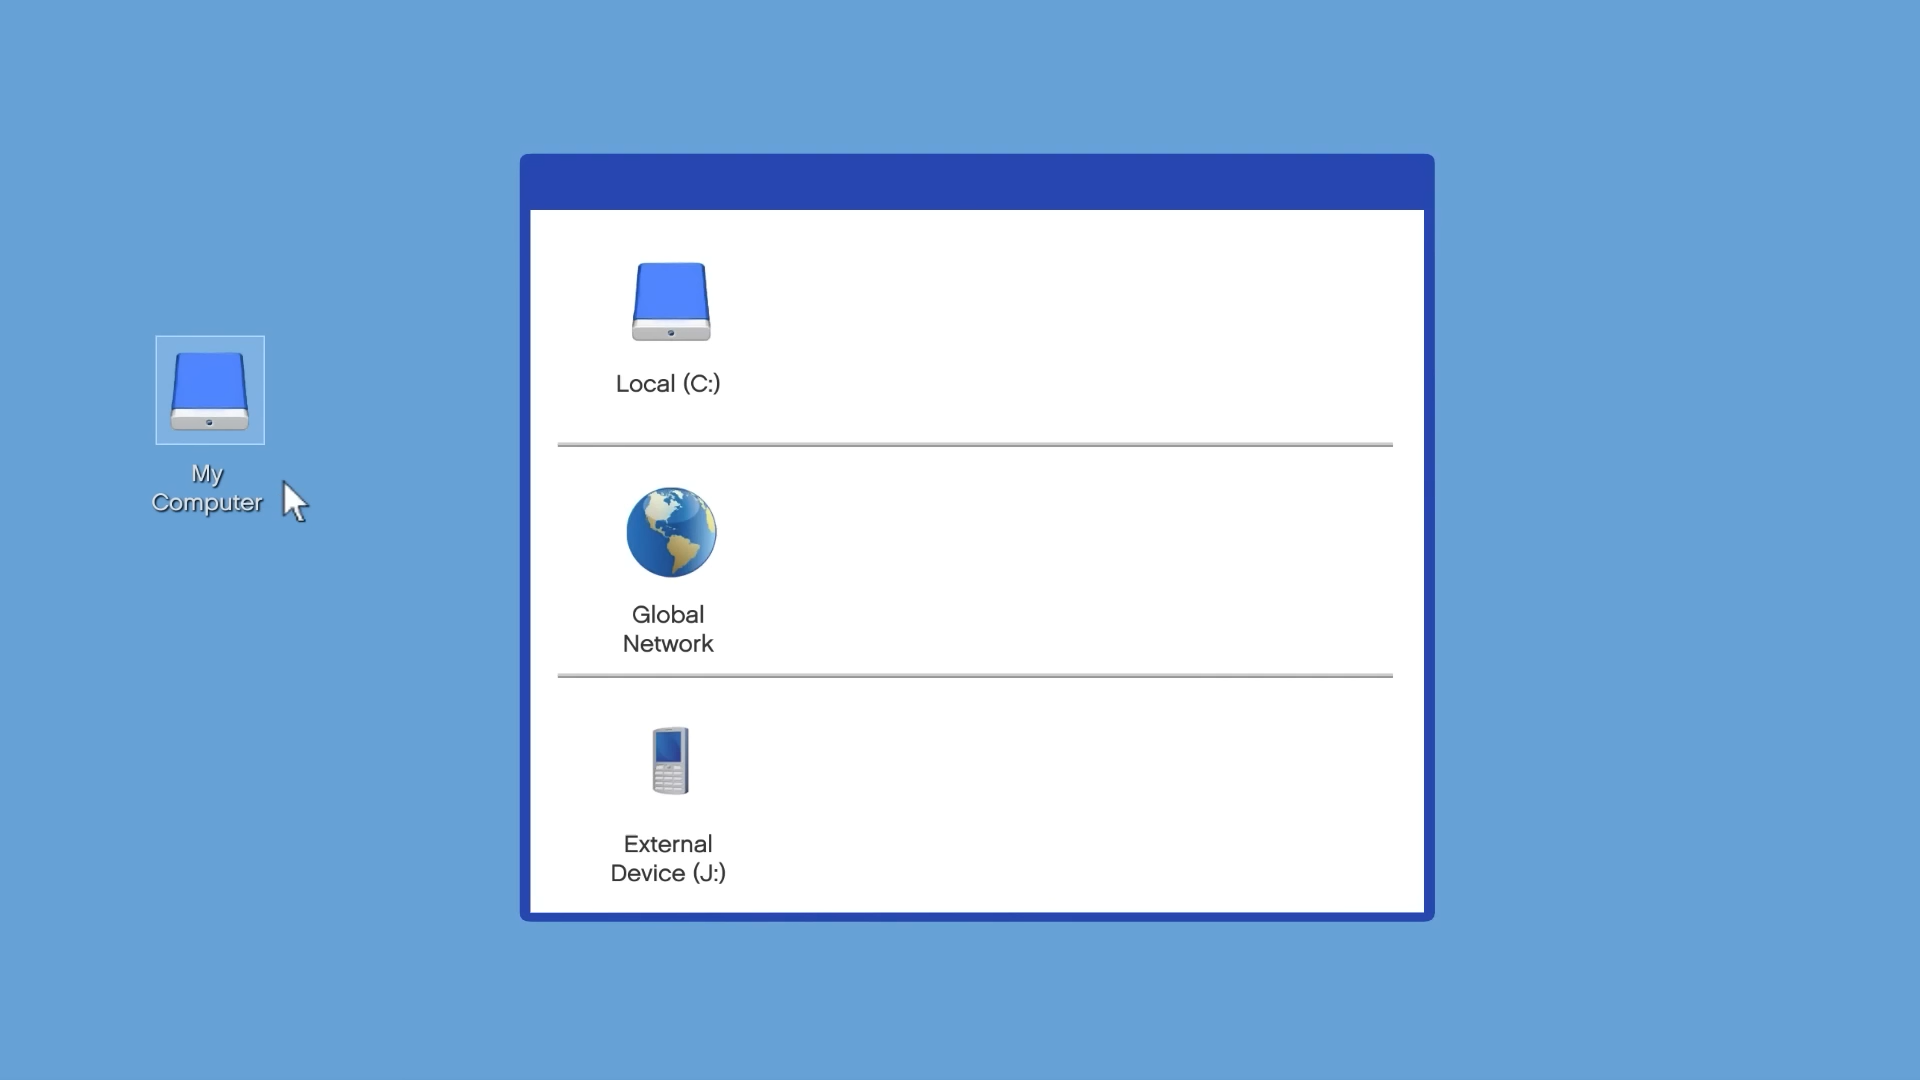 My
Computer
Local (C:)
Global
Network
External
Device (J:)